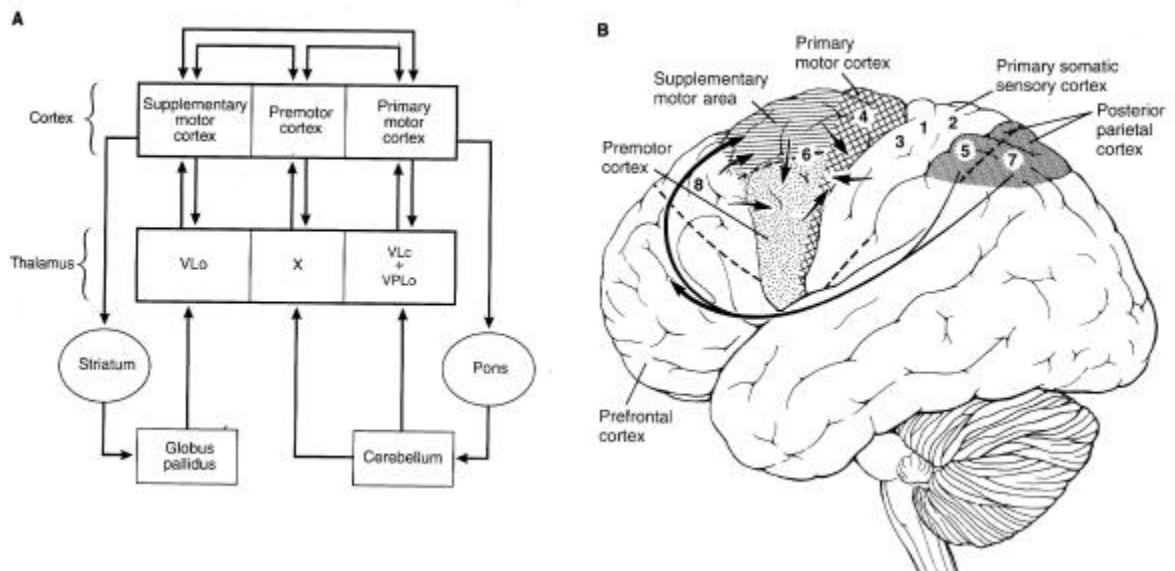 A
Cortex
Supplementary
motor
cortex
Premotor
cortex
Primary
motor
cortex
Thalamus
VLo
X
VLc
+
VPLo
Striatum
Pons
Globus
pallidus
Cerebellum
B
Primary
motor cortex
Supplementary
motor area
Primary somatic
sensory cortex
Posterior
parietal
cortex
Premotor
cortex
4
1
2
3
6
5
7
8
Prefrontal
cortex